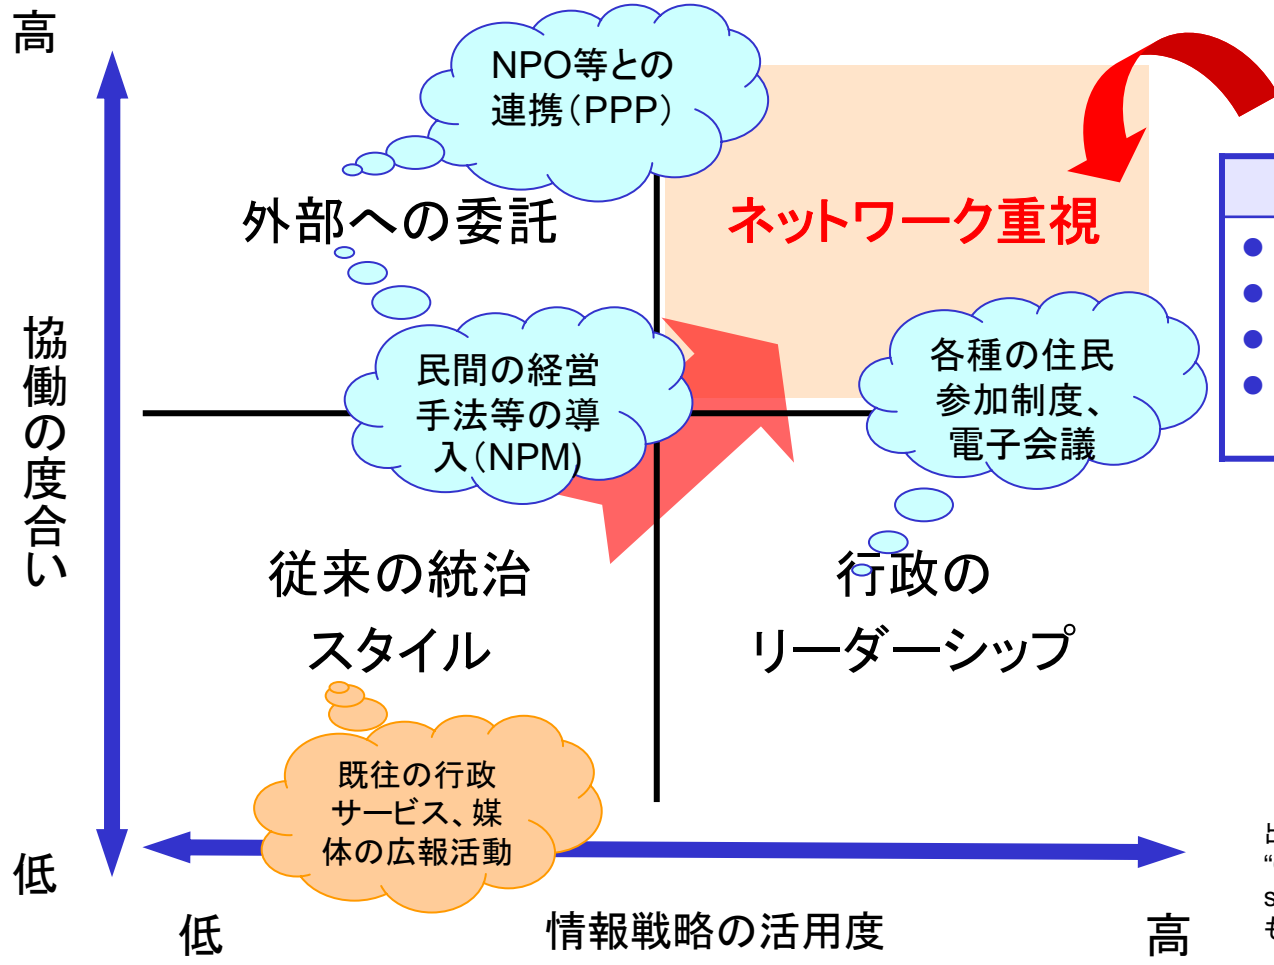 高
NPO等との
連携（PPP）
外部への委託
ネットワーク重視
協働の度合い
民間の経営
手法等の導
入（NPM)
各種の住民
参加制度、
電子会議
従来の統治
スタイル
行政の
リーダーシップ
既往の行政
サービス、媒
体の広報活動
低
低
情報戦略の活用度
高